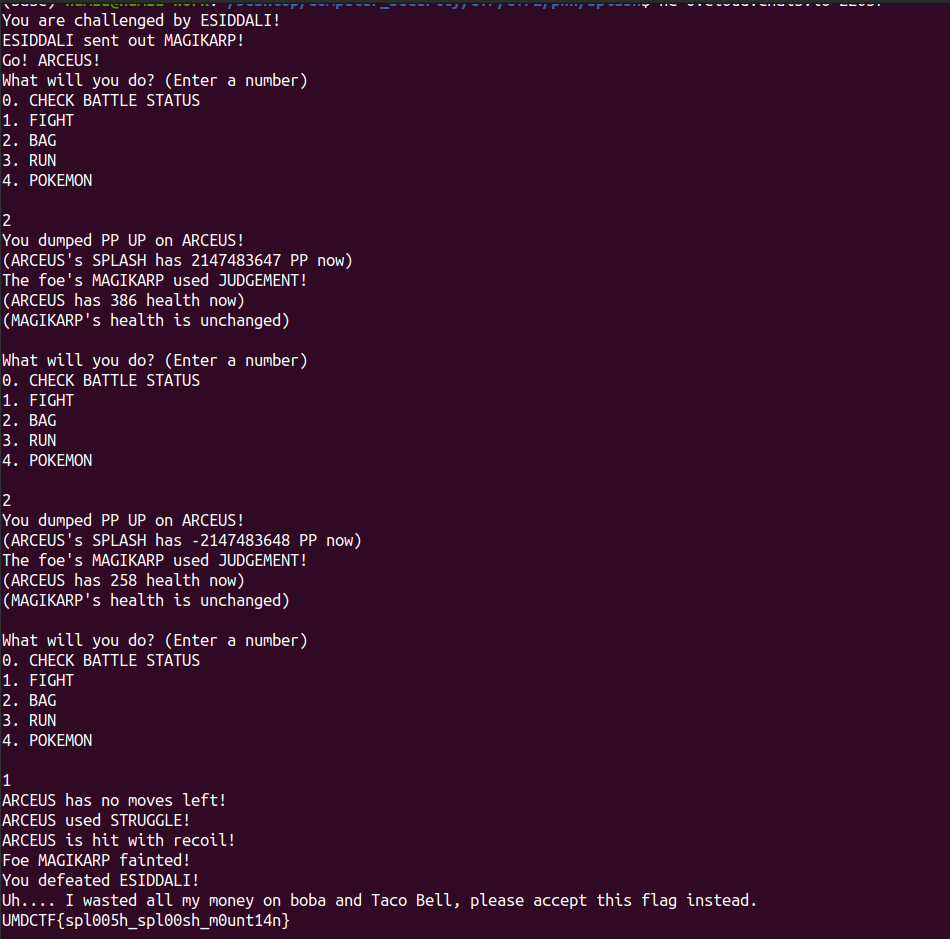 You are challenged by ESIDDALI!
ESIDDALI sent out MAGIKARP!
Go! ARCEUS!
What will you do? (Enter a number)
0. CHECK BATTLE STATUS
1. FIGHT
2. BAG
3. RUN
4. POKEMON
2
You dumped PP UP on ARCEUS!
(ARCEUS's SPLASH has 2147483647 PP now)
The foe's MAGIKARP used JUDGEMENT!
(ARCEUS has 386 health now)
(MAGIKARP's health is unchanged)
What will you do? (Enter a number)
0. CHECK BATTLE STATUS
1. FIGHT
2. BAG
3. RUN
4. POKEMON
2
You dumped PP UP on ARCEUS!
(ARCEUS's SPLASH has -2147483648 PP now)
The foe's MAGIKARP used JUDGEMENT!
(ARCEUS has 258 health now)
(MAGIKARP's health is unchanged)
What will you do? (Enter a number)
0. CHECK BATTLE STATUS
1. FIGHT
2. BAG
3. RUN
4. POKEMON
1
ARCEUS has no moves left!
ARCEUS used STRUGGLE!
ARCEUS is hit with recoil!
Foe MAGIKARP fainted!
You defeated ESIDDALI!
Uh.... I wasted all my money on boba and Taco Bell, please accept this flag instead.
UMDCTF{spl005h_spl00sh_m0unt14n}